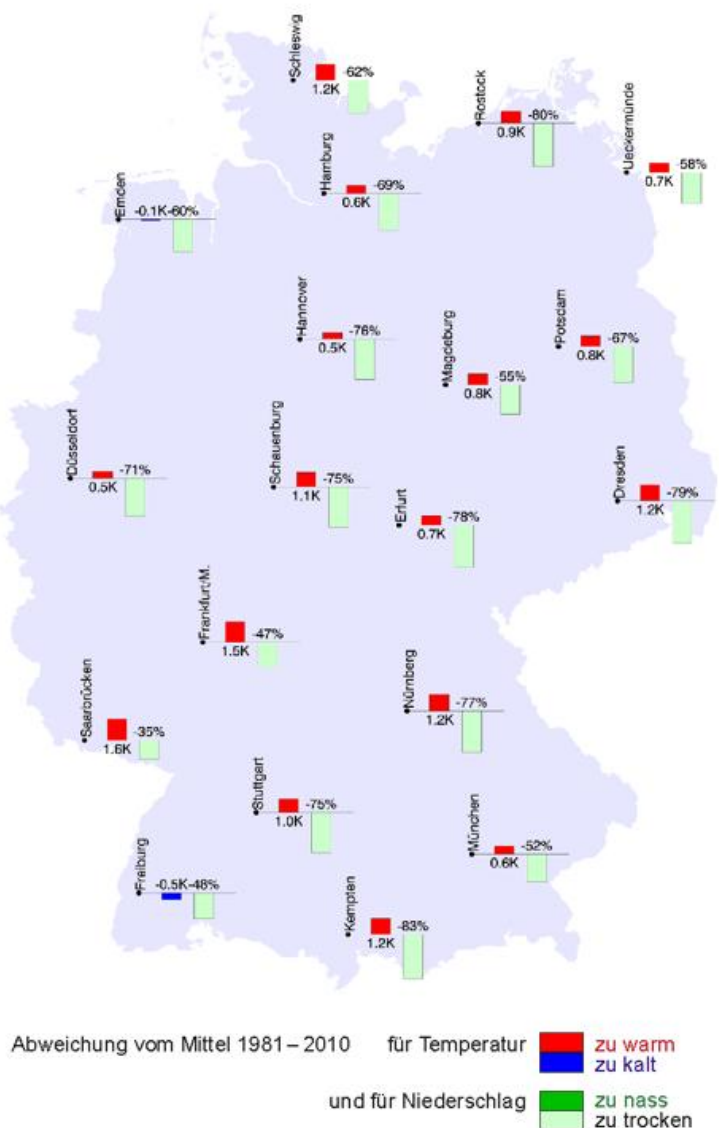 Schleswig
-62%
1.2K
Rostock
-80%
0.9K
Ueckermünde
-58%
0.7K
Hamburg
-69%
0.6K
Emden
-0.1K -60%
Hannover
-76%
0.5K
Magdeburg
-55%
0.8K
Potsdam
-67%
0.8K
Düsseldorf
-71%
0.5K
Schauenburg
-75%
1.1K
Erfurt
-78%
0.7K
Dresden
-79%
1.2K
Frankfurt/M.
-47%
1.5K
Saarbrücken
-35%
1.6K
Nürnberg
-77%
1.2K
Stuttgart
-75%
1.0K
München
-52%
0.6K
Freiburg
-0.5K -48%
Kempten
-83%
1.2K
Abweichung vom Mittel 1981 – 2010 für Temperatur zu warm
zu kalt
und für Niederschlag zu nass
zu trocken